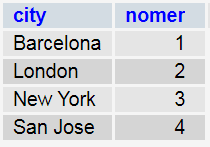 city nomer
Barcelona 1
London 2
New York 3
San Jose 4